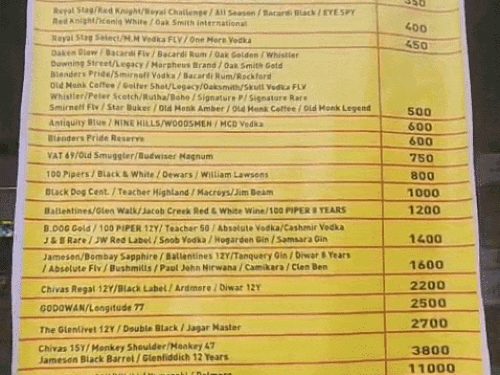 350
Royal Stag/Red Knight/Royal Challenge / All Season / Bacardi Black / EYE SPY
Red Knight/Iconiq White / Oak Smith International 400
Royal Stag Select/M.M Vodka FLV / One More Vodka 450
Oaken Glow / Bacardi Flv / Bacardi Rum / Oak Golden / Whistler
Downing Street/Legacy / Morpheus Brand / Oak Smith Gold
Blenders Pride/Smirnoff Vodka / Bacardi Rum/Rockford
Old Monk Coffee / Golfer Shot/Legacy/Oaksmith/Skull Vodka FLV
Whistler/Peter Scotch/Rutha/Boho / Signature P/ Signature Rare
Smirnoff Flv / Star Buker / Old Monk Amber / Old Monk Coffee / Old Monk Legend 500
Antiquity Blue / NINE HILLS/WOODSMEN / MCD Vodka 600
Blenders Pride Reserve 600
VAT 69/Old Smuggler/Budwiser Magnum 750
100 Pipers / Black & White / Dewars / William Lawsons 800
Black Dog Cent. / Teacher Highland / Macroys/Jim Beam 1000
Ballentines/Glen Walk/Jacob Creek Red & White Wine/100 PIPER 8 YEARS 1200
B.DOG Gold / 100 PIPER 12Y/ Teacher 50 / Absolute Vodka/Cashmir Vodka
J & B Rare / JW Red Label / Snob Vodka / Hogarden Gin / Samsara Gin 1400
Jameson/Bombay Sapphire / Ballentines 12Y/Tanquery Gin / Diwar 8 Years
/ Absolute Flv / Bushmills / Paul John Nirwana / Camikara / Clen Ben 1600
Chivas Regal 12Y/Black Label / Ardmore / Diwar 12Y 2200
GODOWAN/Longitude 77 2500
The Glenlivet 12Y / Double Black / Jagar Master 2700
Chivas 15Y/ Monkey Shoulder/Monkey 47
Jameson Black Barrel / Glenfiddich 12 Years 3800
11000